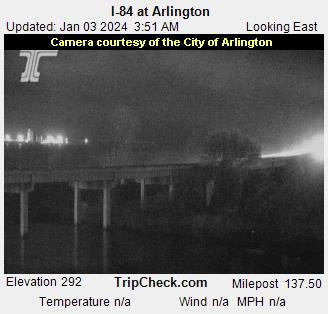 I-84 at Arlington
Updated: Jan 03 2024 3:51 AM Looking East
Camera courtesy of the City of Arlington
Elevation 292 TripCheck.com Milepost 137.50
Temperature n/a Wind n/a MPH n/a